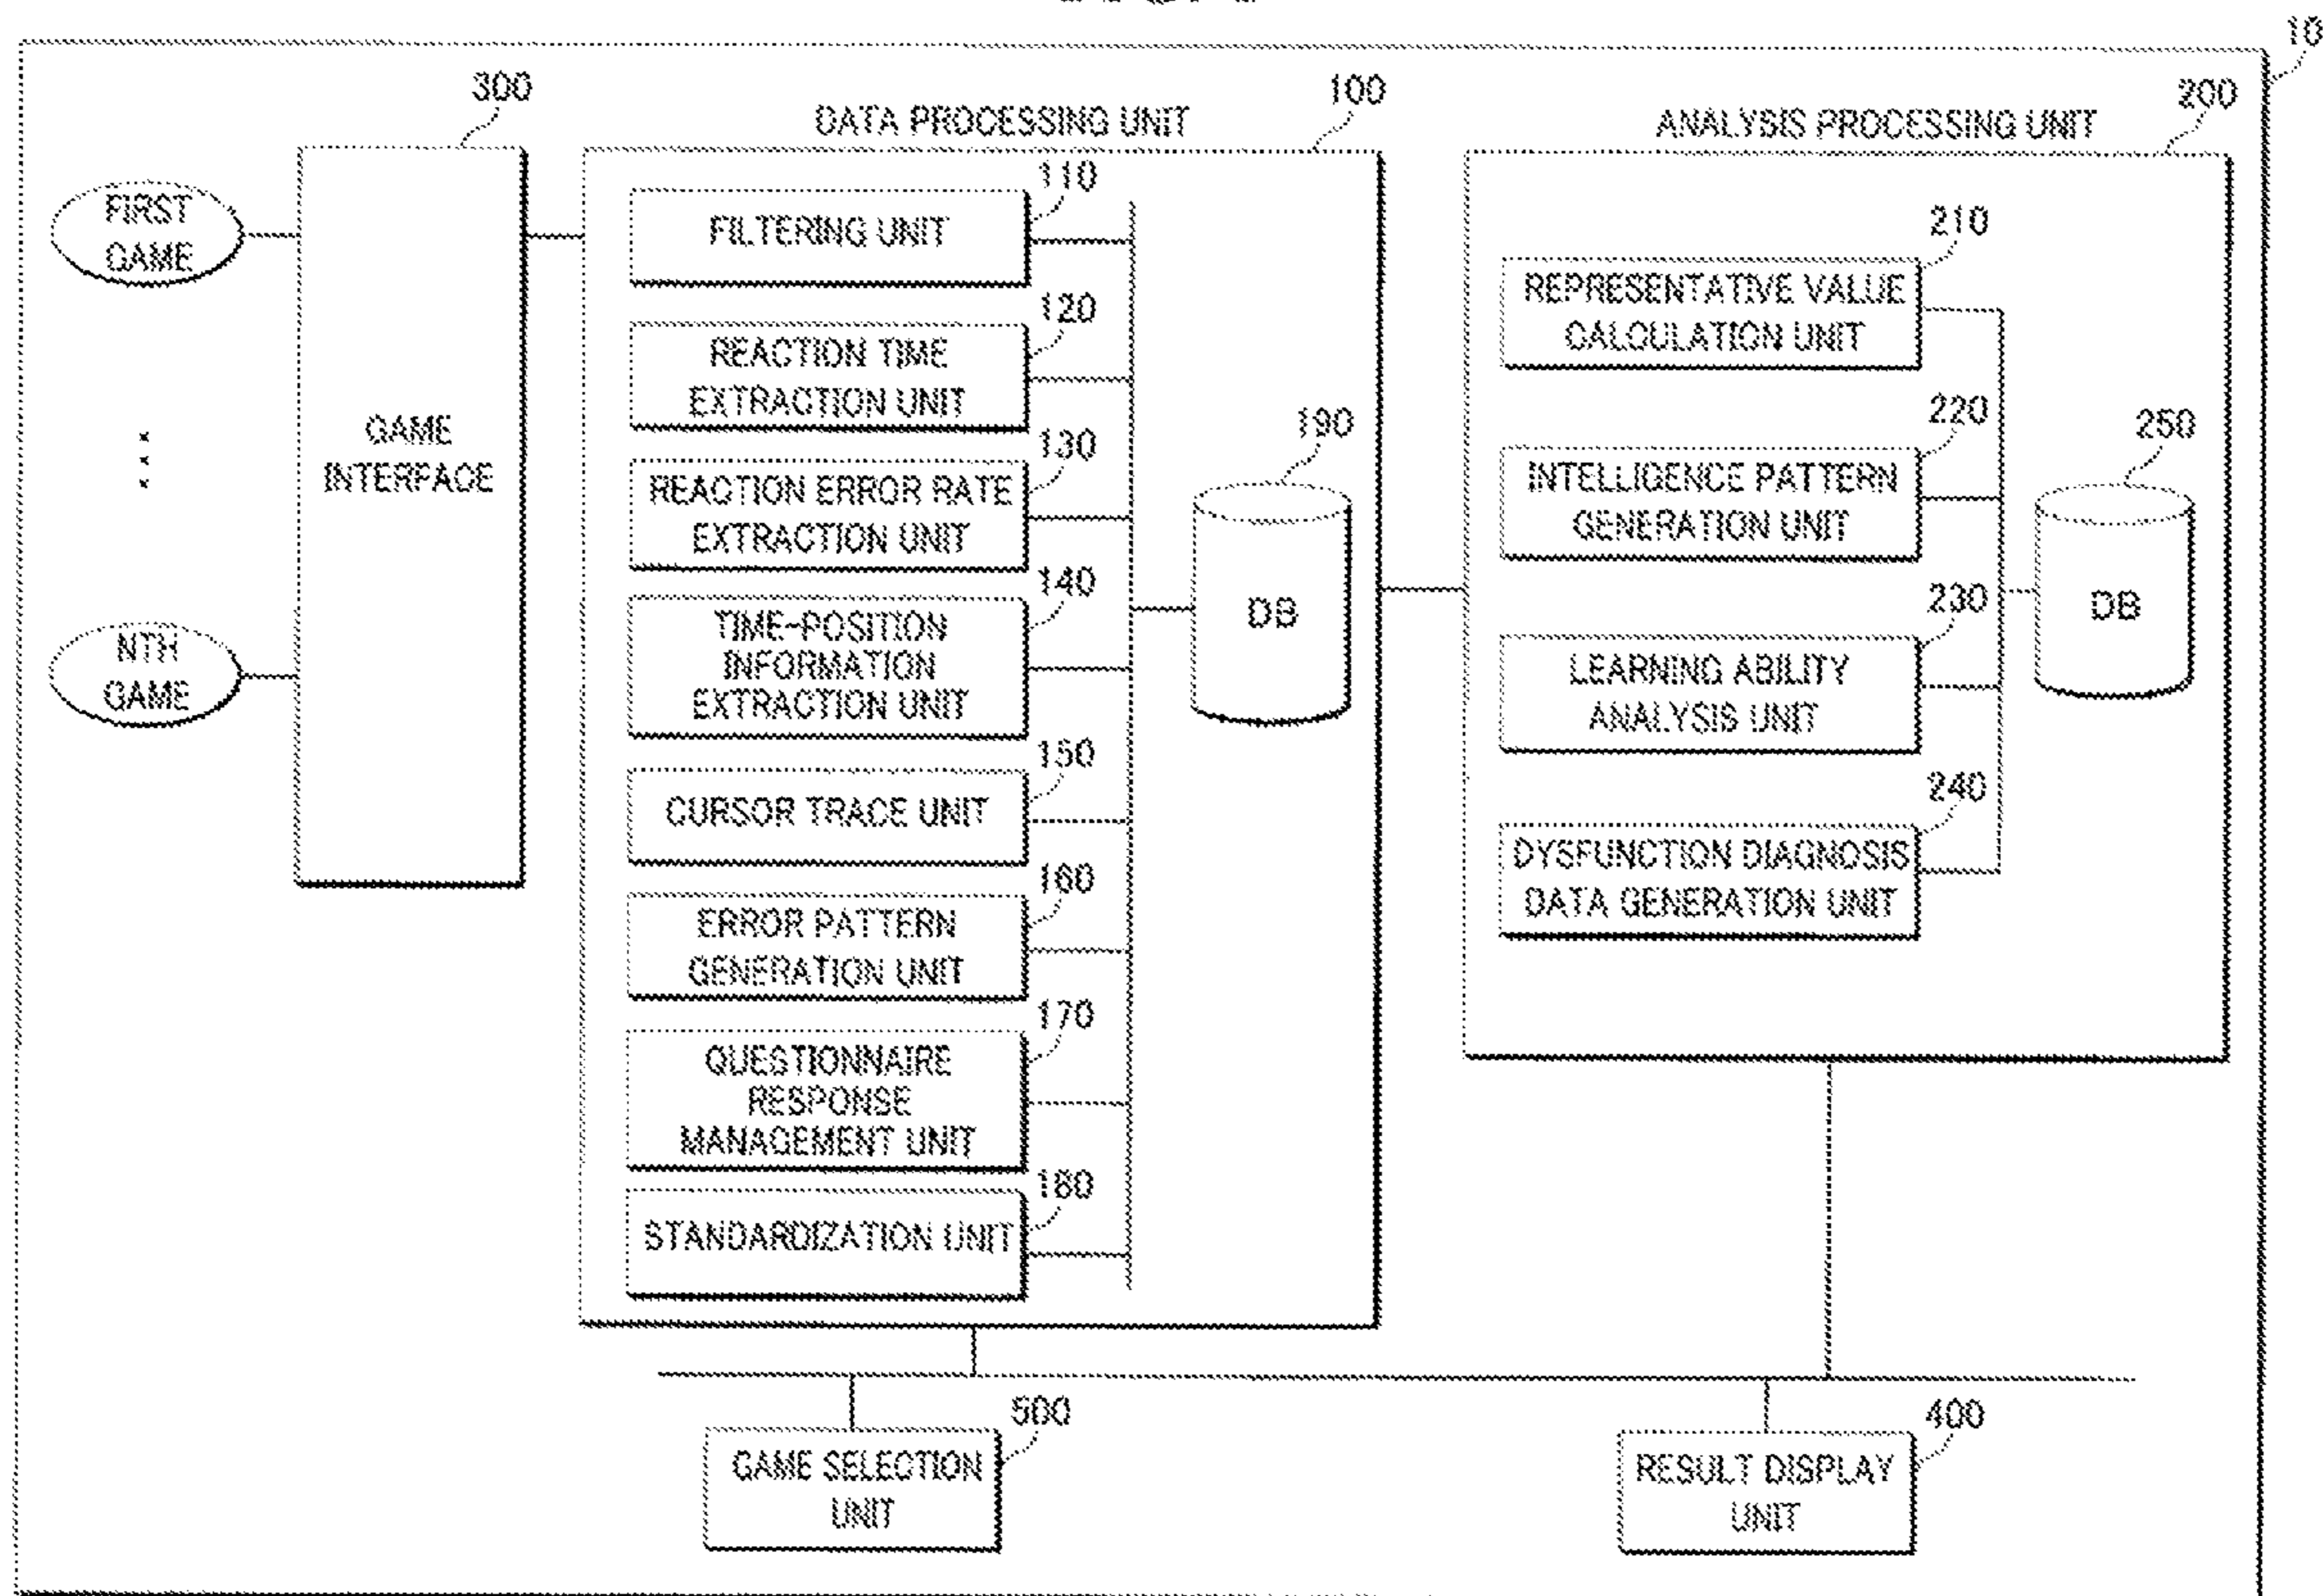 10
300
DATA PROCESSING UNIT
100
ANALYSIS PROCESSING UNIT
200
FIRST
GAME
NTH
GAME
GAME
INTERFACE
110
FILTERING UNIT
120
REACTION TIME
EXTRACTION UNIT
130
REACTION ERROR RATE
EXTRACTION UNIT
140
TIME-POSITION
INFORMATION
EXTRACTION UNIT
150
CURSOR TRACE UNIT
160
ERROR PATTERN
GENERATION UNIT
170
QUESTIONNAIRE
RESPONSE
MANAGEMENT UNIT
180
STANDARDIZATION UNIT
190
DB
210
REPRESENTATIVE VALUE
CALCULATION UNIT
220
INTELLIGENCE PATTERN
GENERATION UNIT
230
LEARNING ABILITY
ANALYSIS UNIT
240
DYSFUNCTION DIAGNOSIS
DATA GENERATION UNIT
250
DB
500
GAME SELECTION
UNIT
400
RESULT DISPLAY
UNIT